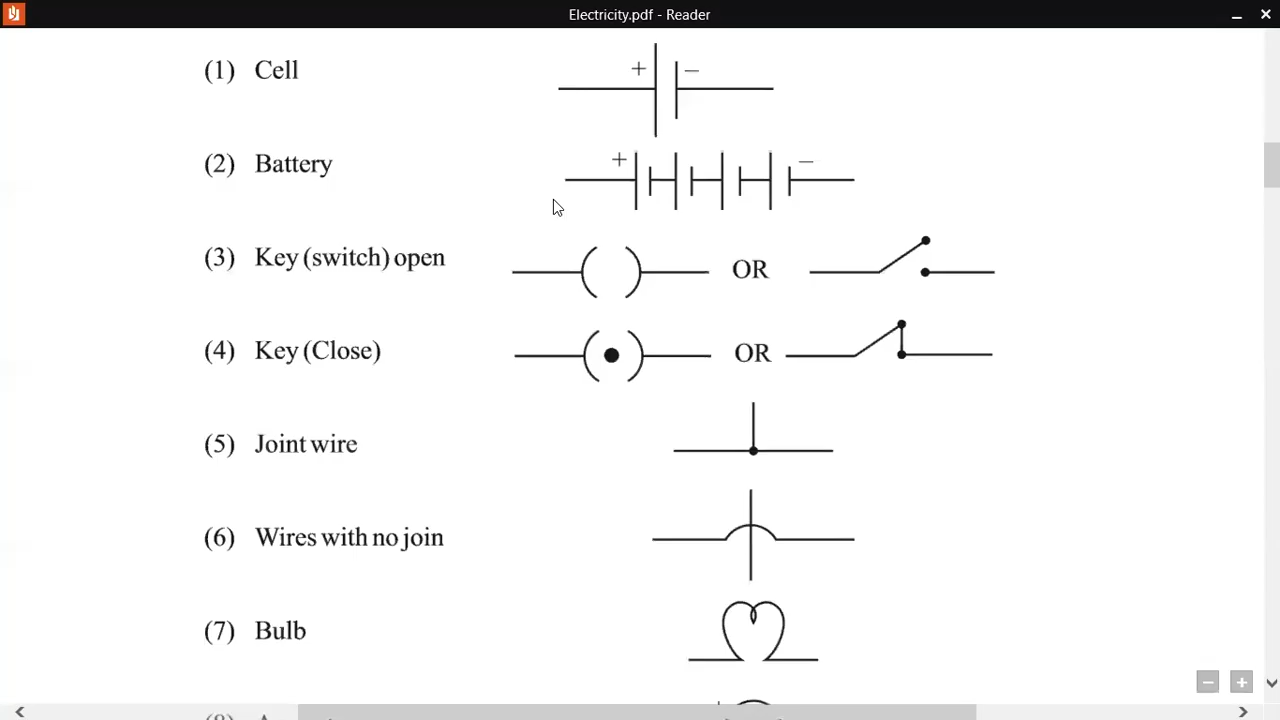 Electricity.pdf - Reader
(1) Cell + −
(2) Battery + −
(3) Key (switch) open OR
(4) Key (Close) OR
(5) Joint wire
(6) Wires with no join
(7) Bulb